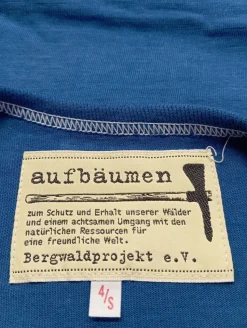 aufbäumen
zum Schutz und Erhalt unserer Wälder
und einem achtsamen Umgang mit den
natürlichen Ressourcen für
eine freundliche Welt.
Bergwaldprojekt e.V.
4/S